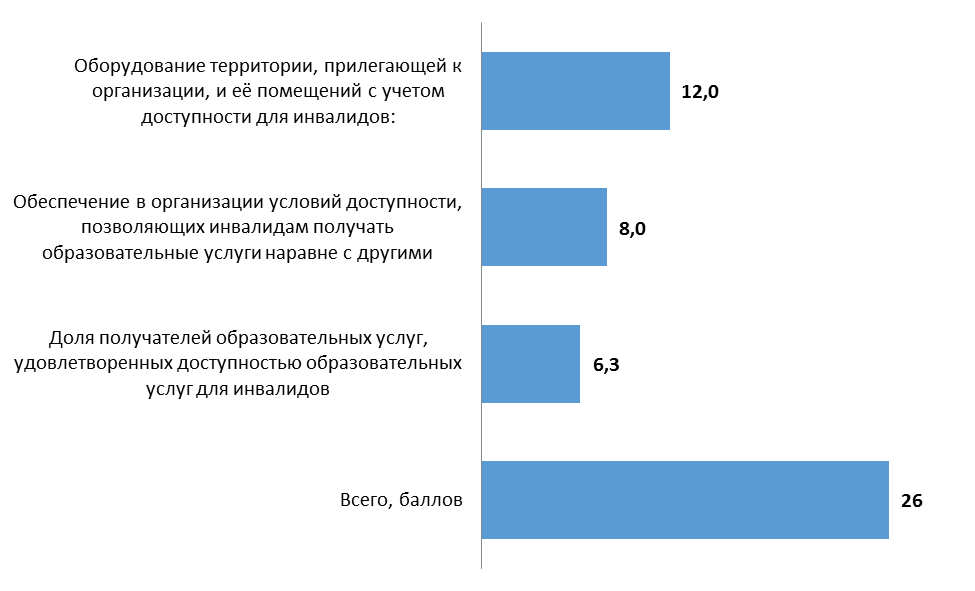 Оборудование территории, прилегающей к
организации, и её помещений с учетом
доступности для инвалидов:
12,0
Обеспечение в организации условий доступности,
позволяющих инвалидам получать
образовательные услуги наравне с другими
8,0
Доля получателей образовательных услуг,
удовлетворенных доступностью образовательных
услуг для инвалидов
6,3
Всего, баллов
26